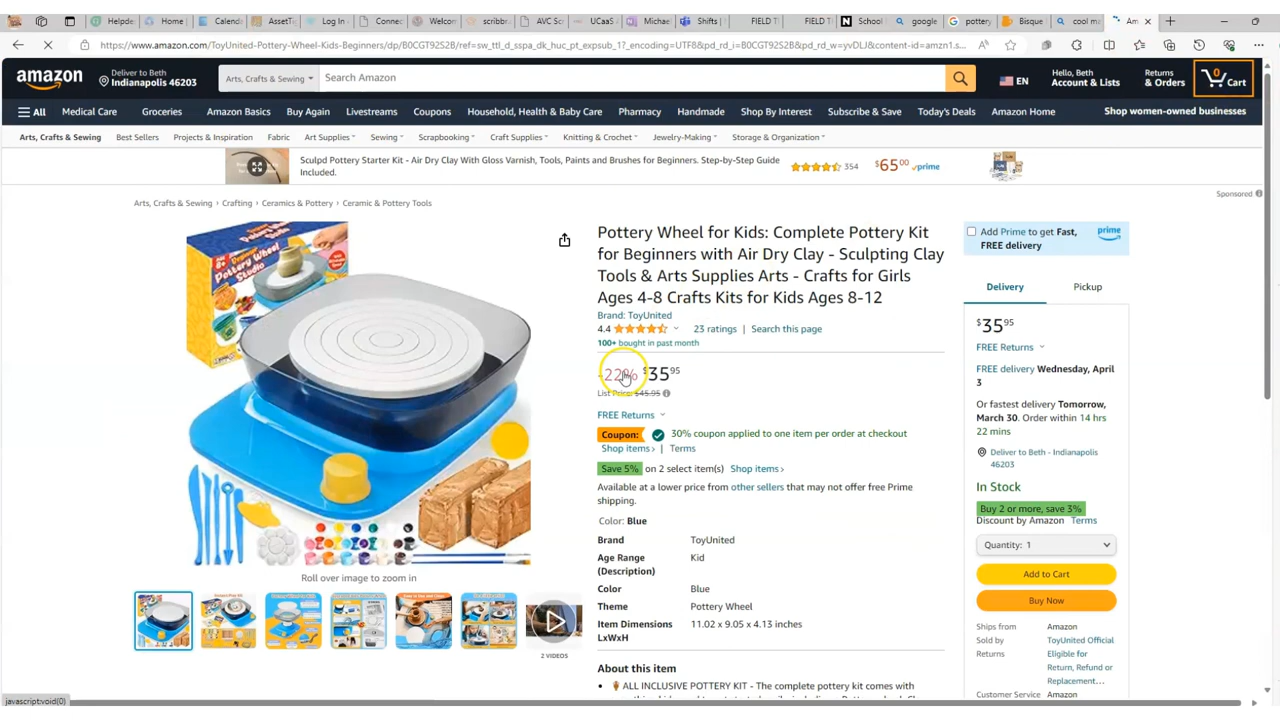 Helpde
Home |
Calend
AssetT
Log In
Connec
Welcon
scribbr
AVC Sc
UCaaS
Michae
Shifts |
FIELD T
FIELD T
School
google
pottery
Bisque
cool m
Am
https://www.amazon.com/ToyUnited-Pottery-Wheel-Kids-Beginners/dp/B0CGT92S2B/ref=sw_ttl_d_sspa_dk_huc_pt_expsub_1?_encoding=UTF8&pd_rd_i=B0CGT92S2B&pd_rd_w=yvDLJ&content-id=amzn1.s...
amazon
Deliver to Beth
Indianapolis 46203
Arts, Crafts & Sewing
Search Amazon
EN
Hello, Beth
Account & Lists
Returns
& Orders
0
Cart
All Medical Care Groceries Amazon Basics Buy Again Livestreams Coupons Household, Health & Baby Care Pharmacy Handmade Shop By Interest Subscribe & Save Today's Deals Amazon Home Shop women-owned businesses
Arts, Crafts & Sewing Best Sellers Projects & Inspiration Fabric Art Supplies Sewing Scrapbooking Craft Supplies Knitting & Crochet Jewelry-Making Storage & Organization
Sculpd Pottery Starter Kit - Air Dry Clay With Gloss Varnish, Tools, Paints and Brushes for Beginners. Step-by-Step Guide
Included.
354
$65.00 prime
Sponsored
Arts, Crafts & Sewing › Crafting › Ceramics & Pottery › Ceramic & Pottery Tools
Pottery Wheel
Studio
Roll over image to zoom in
2 VIDEOS
Pottery Wheel for Kids: Complete Pottery Kit
for Beginners with Air Dry Clay - Sculpting Clay
Tools & Arts Supplies Arts - Crafts for Girls
Ages 4-8 Crafts Kits for Kids Ages 8-12
Brand: ToyUnited
4.4 23 ratings | Search this page
100+ bought in past month
-22% $35 95
List Price: $45.95
FREE Returns
Coupon: 30% coupon applied to one item per order at checkout
Shop items › | Terms
Save 5% on 2 select item(s) Shop items ›
Available at a lower price from other sellers that may not offer free Prime
shipping.
Color: Blue
Brand ToyUnited
Age Range Kid
(Description)
Color Blue
Theme Pottery Wheel
Item Dimensions 11.02 x 9.05 x 4.13 inches
LxWxH
About this item
• ALL INCLUSIVE POTTERY KIT - The complete pottery kit comes with
Add Prime to get Fast,
FREE delivery
prime
Delivery Pickup
$35 95
FREE Returns
FREE delivery Wednesday, April
3
Or fastest delivery Tomorrow,
March 30. Order within 14 hrs
22 mins
Deliver to Beth - Indianapolis
46203
In Stock
Buy 2 or more, save 3%
Discount by Amazon Terms
Quantity: 1
Add to Cart
Buy Now
Ships from Amazon
Sold by ToyUnited Official
Returns Eligible for
Return, Refund or
Replacement...
Customer Service Amazon
javascript:void(0)